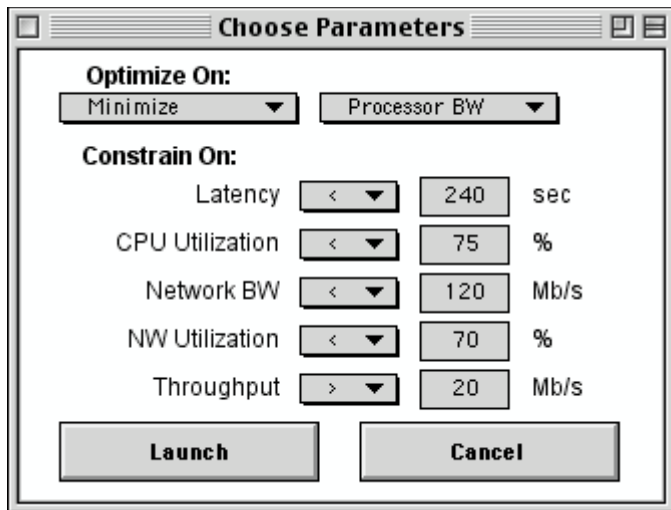 Choose Parameters
Optimize On:
Minimize Processor BW
Constrain On:
Latency < 240 sec
CPU Utilization < 75 %
Network BW < 120 Mb/s
NW Utilization < 70 %
Throughput > 20 Mb/s
Launch Cancel